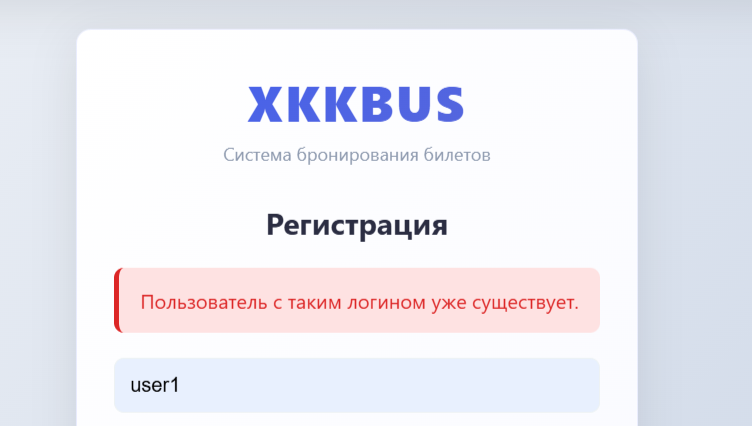 XKKBUS
Система бронирования билетов
Регистрация
Пользователь с таким логином уже существует.
user1